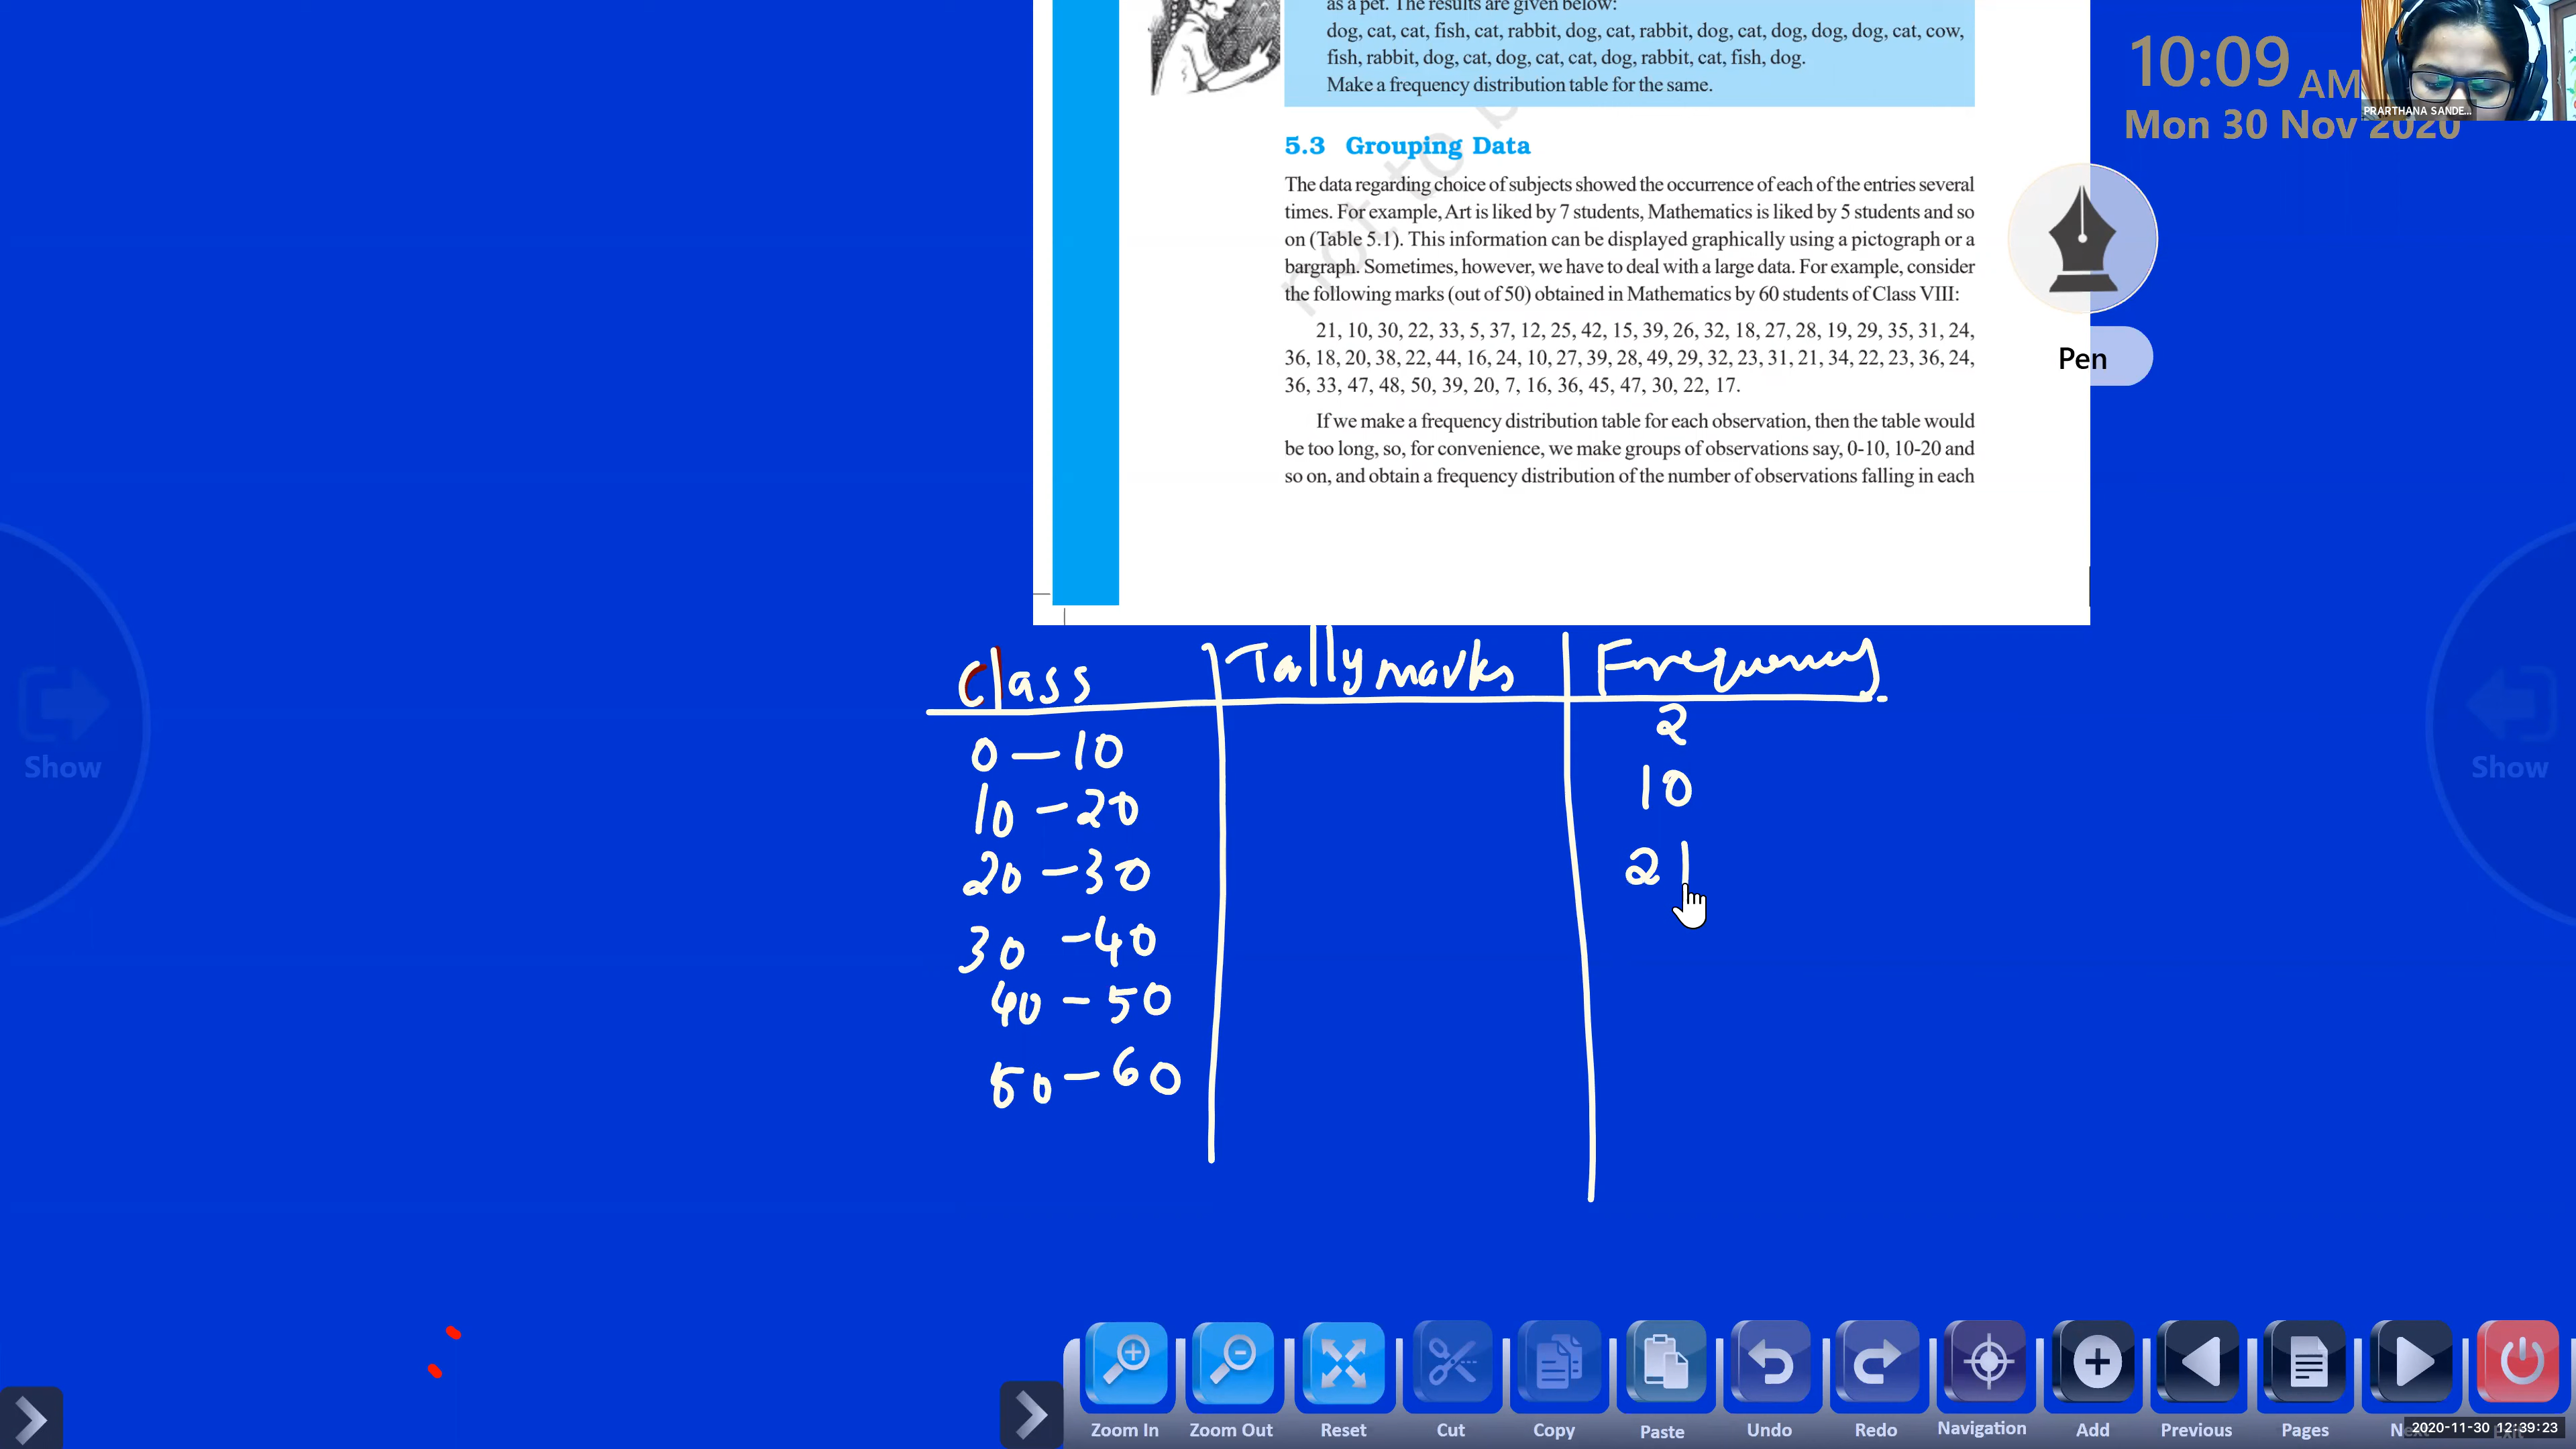 as a pet. The results are given below:
dog, cat, cat, fish, cat, rabbit, dog, cat, rabbit, dog, cat, dog, dog, dog, cat, cow,
fish, rabbit, dog, cat, dog, cat, cat, dog, rabbit, cat, fish, dog.
Make a frequency distribution table for the same.
10:09 AM
Mon 30 Nov 2020
PRARTHANA SANDE...
5.3 Grouping Data
The data regarding choice of subjects showed the occurrence of each of the entries several
times. For example, Art is liked by 7 students, Mathematics is liked by 5 students and so
on (Table 5.1). This information can be displayed graphically using a pictograph or a
bargraph. Sometimes, however, we have to deal with a large data. For example, consider
the following marks (out of 50) obtained in Mathematics by 60 students of Class VIII:
21, 10, 30, 22, 33, 5, 37, 12, 25, 42, 15, 39, 26, 32, 18, 27, 28, 19, 29, 35, 31, 24,
36, 18, 20, 38, 22, 44, 16, 24, 10, 27, 39, 28, 49, 29, 32, 23, 31, 21, 34, 22, 23, 36, 24,
36, 33, 47, 48, 50, 39, 20, 7, 16, 36, 45, 47, 30, 22, 17.
If we make a frequency distribution table for each observation, then the table would
be too long, so, for convenience, we make groups of observations say, 0-10, 10-20 and
so on, and obtain a frequency distribution of the number of observations falling in each
not to b
Pen
Class Tally marks Frequency
0 - 10 2
10 - 20 10
20 - 30 21
30 - 40
40 - 50
50 - 60
Show
Show
Zoom In Zoom Out Reset Cut Copy Paste Undo Redo Navigation Add Previous Pages
2020-11-30 12:39:23